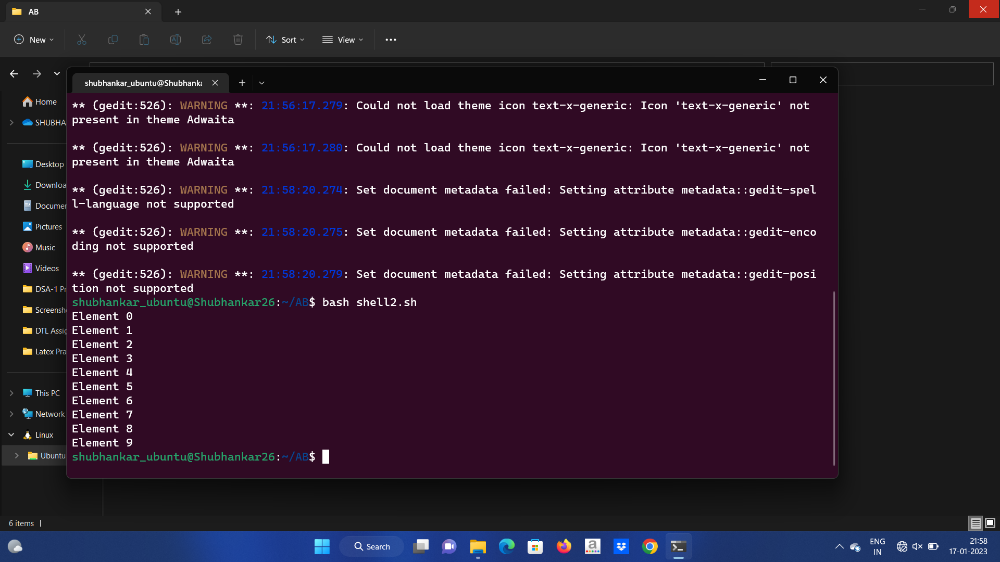 AB
New
Sort
View
shubhankar_ubuntu@Shubhanka
Home
SHUBHA
Desktop
Downloa
Documen
Pictures
Music
Videos
DSA-1 Pr
Screensh
DTL Assig
Latex Pra
This PC
Network
Linux
Ubuntu
** (gedit:526): WARNING **: 21:56:17.279: Could not load theme icon text-x-generic: Icon 'text-x-generic' not
present in theme Adwaita
** (gedit:526): WARNING **: 21:56:17.280: Could not load theme icon text-x-generic: Icon 'text-x-generic' not
present in theme Adwaita
** (gedit:526): WARNING **: 21:58:20.274: Set document metadata failed: Setting attribute metadata::gedit-spel
l-language not supported
** (gedit:526): WARNING **: 21:58:20.275: Set document metadata failed: Setting attribute metadata::gedit-enco
ding not supported
** (gedit:526): WARNING **: 21:58:20.279: Set document metadata failed: Setting attribute metadata::gedit-posi
tion not supported
shubhankar_ubuntu@Shubhankar26:~/AB$ bash shell2.sh
Element 0
Element 1
Element 2
Element 3
Element 4
Element 5
Element 6
Element 7
Element 8
Element 9
shubhankar_ubuntu@Shubhankar26:~/AB$
6 items
Search
ENG
IN
21:58
17-01-2023